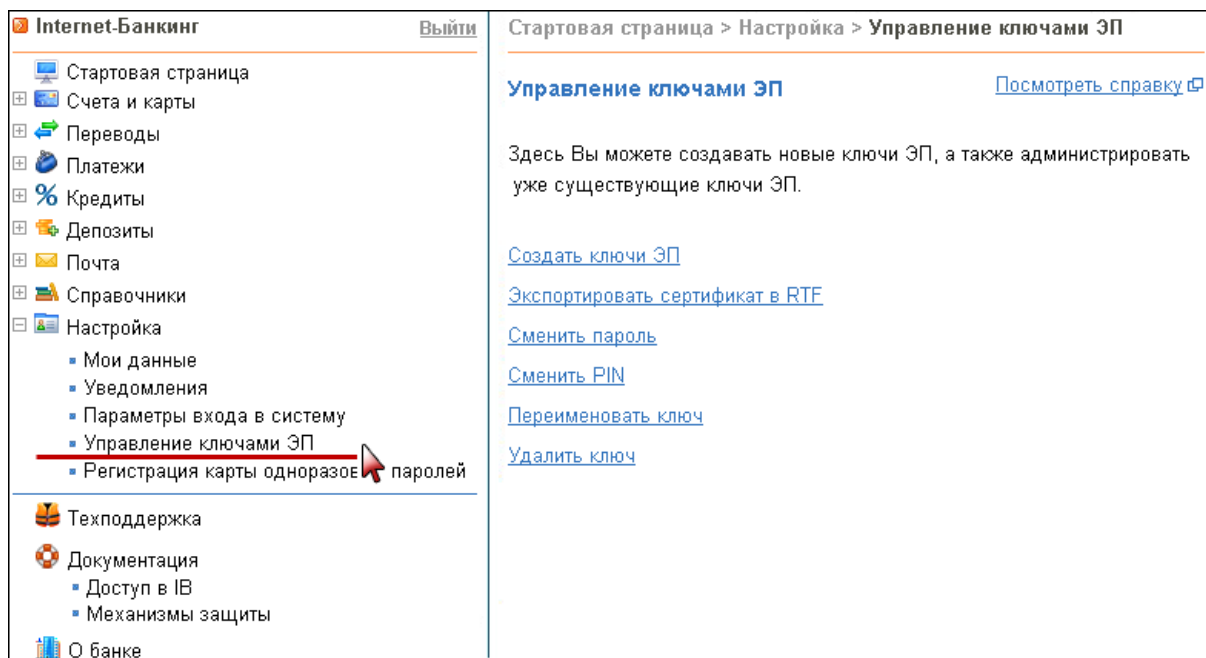 Internet-Банкинг
Выйти
Стартовая страница
Счета и карты
Переводы
Платежи
Кредиты
Депозиты
Почта
Справочники
Настройка
Мои данные
Уведомления
Параметры входа в систему
Управление ключами ЭП
Регистрация карты одноразов паролей
Техподдержка
Документация
Доступ в IB
Механизмы защиты
О банке
Стартовая страница > Настройка > Управление ключами ЭП
Управление ключами ЭП
Посмотреть справку
Здесь Вы можете создавать новые ключи ЭП, а также администрировать
уже существующие ключи ЭП.
Создать ключи ЭП
Экспортировать сертификат в RTF
Сменить пароль
Сменить PIN
Переименовать ключ
Удалить ключ